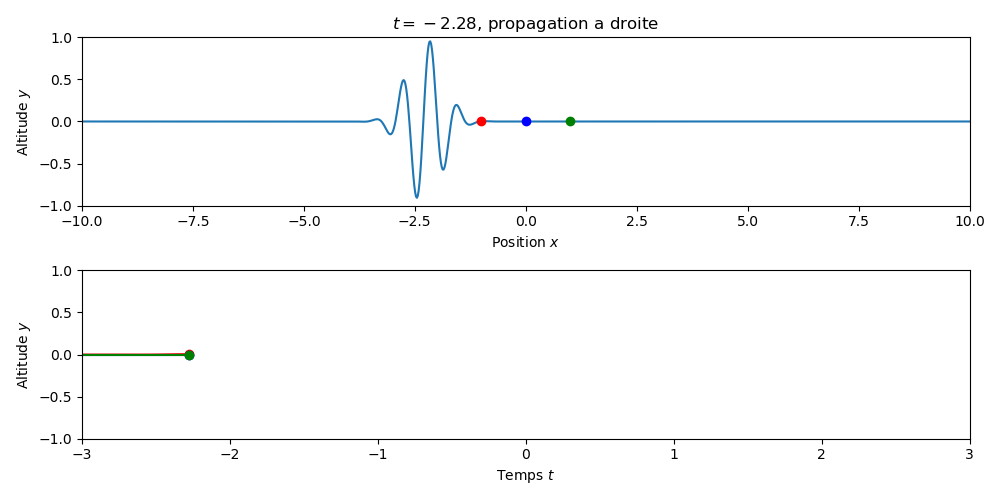 t = −2.28, propagation a droite
1.0
0.5
0.0
−0.5
−1.0
Altitude y
−10.0 −7.5 −5.0 −2.5 0.0 2.5 5.0 7.5 10.0
Position x
1.0
0.5
0.0
−0.5
−1.0
Altitude y
−3 −2 −1 0 1 2 3
Temps t